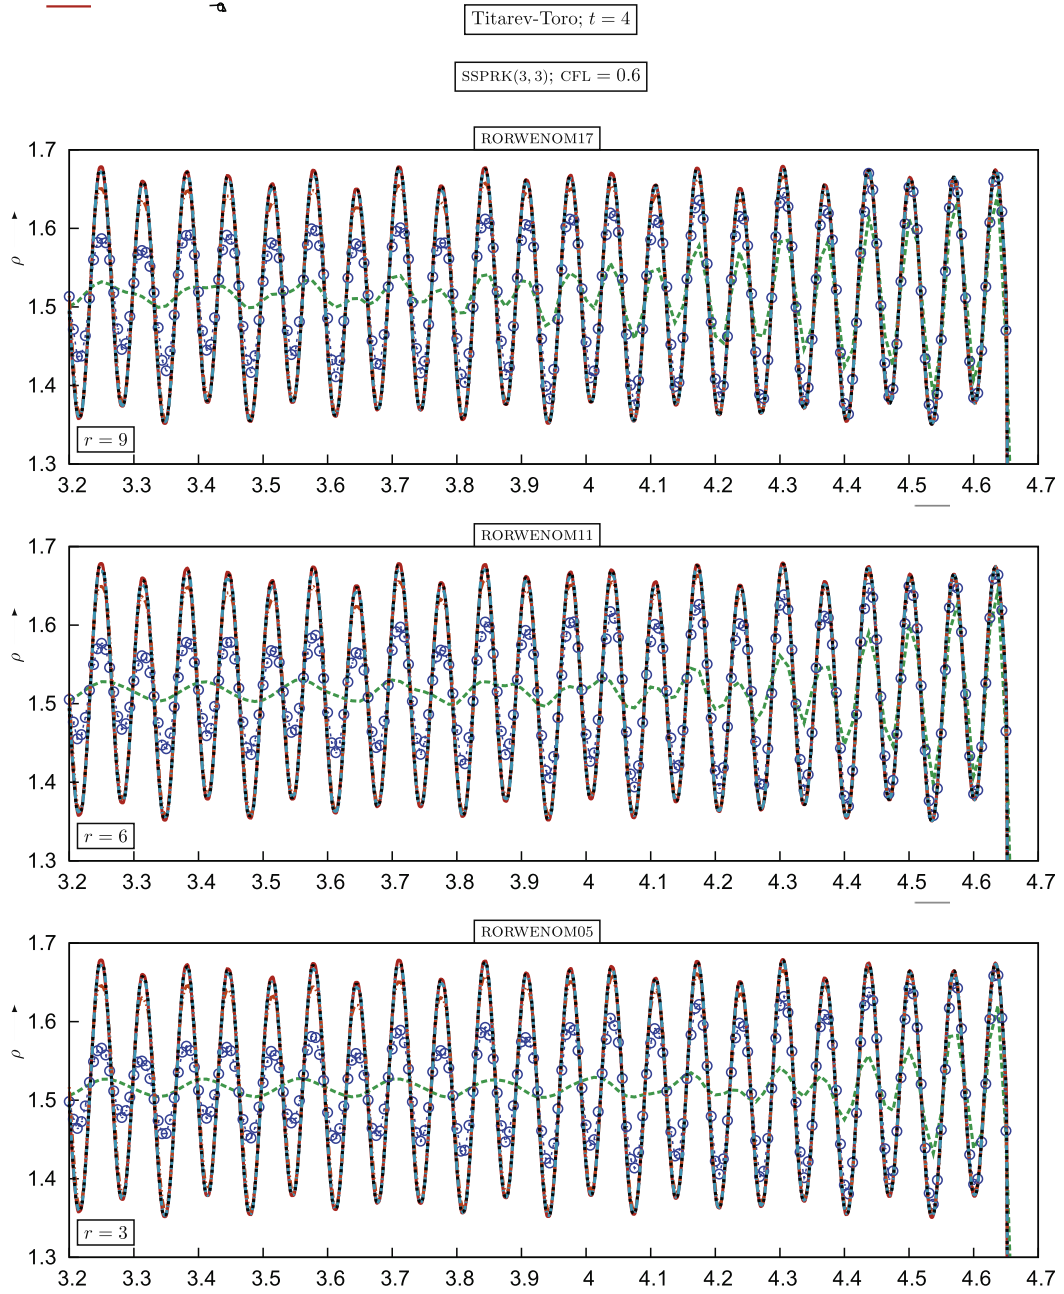 Titarev-Toro; t = 4
SSPRK(3, 3); CFL = 0.6
RORWENOM17
1.7
1.6
ρ
1.5
1.4
r = 9
1.3
3.2 3.3 3.4 3.5 3.6 3.7 3.8 3.9 4 4.1 4.2 4.3 4.4 4.5 4.6 4.7
RORWENOM11
1.7
1.6
ρ
1.5
1.4
r = 6
1.3
3.2 3.3 3.4 3.5 3.6 3.7 3.8 3.9 4 4.1 4.2 4.3 4.4 4.5 4.6 4.7
RORWENOM05
1.7
1.6
ρ
1.5
1.4
r = 3
1.3
3.2 3.3 3.4 3.5 3.6 3.7 3.8 3.9 4 4.1 4.2 4.3 4.4 4.5 4.6 4.7